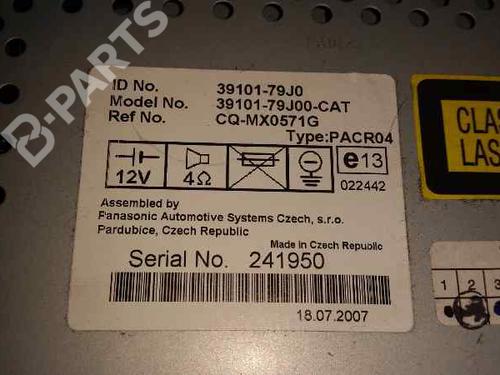 B-PARTS
ID No. 39101-79J0
Model No. 39101-79J00-CAT
Ref No. CQ-MX0571G
Type:PACR04
12V
4Ω
e13
022442
Assembled by
Panasonic Automotive Systems Czech, s.r.o.
Pardubice, Czech Republic
Made in Czech Republic
Serial No. 241950
18.07.2007
CLAS
LAS
1 2 3
B-PARTS